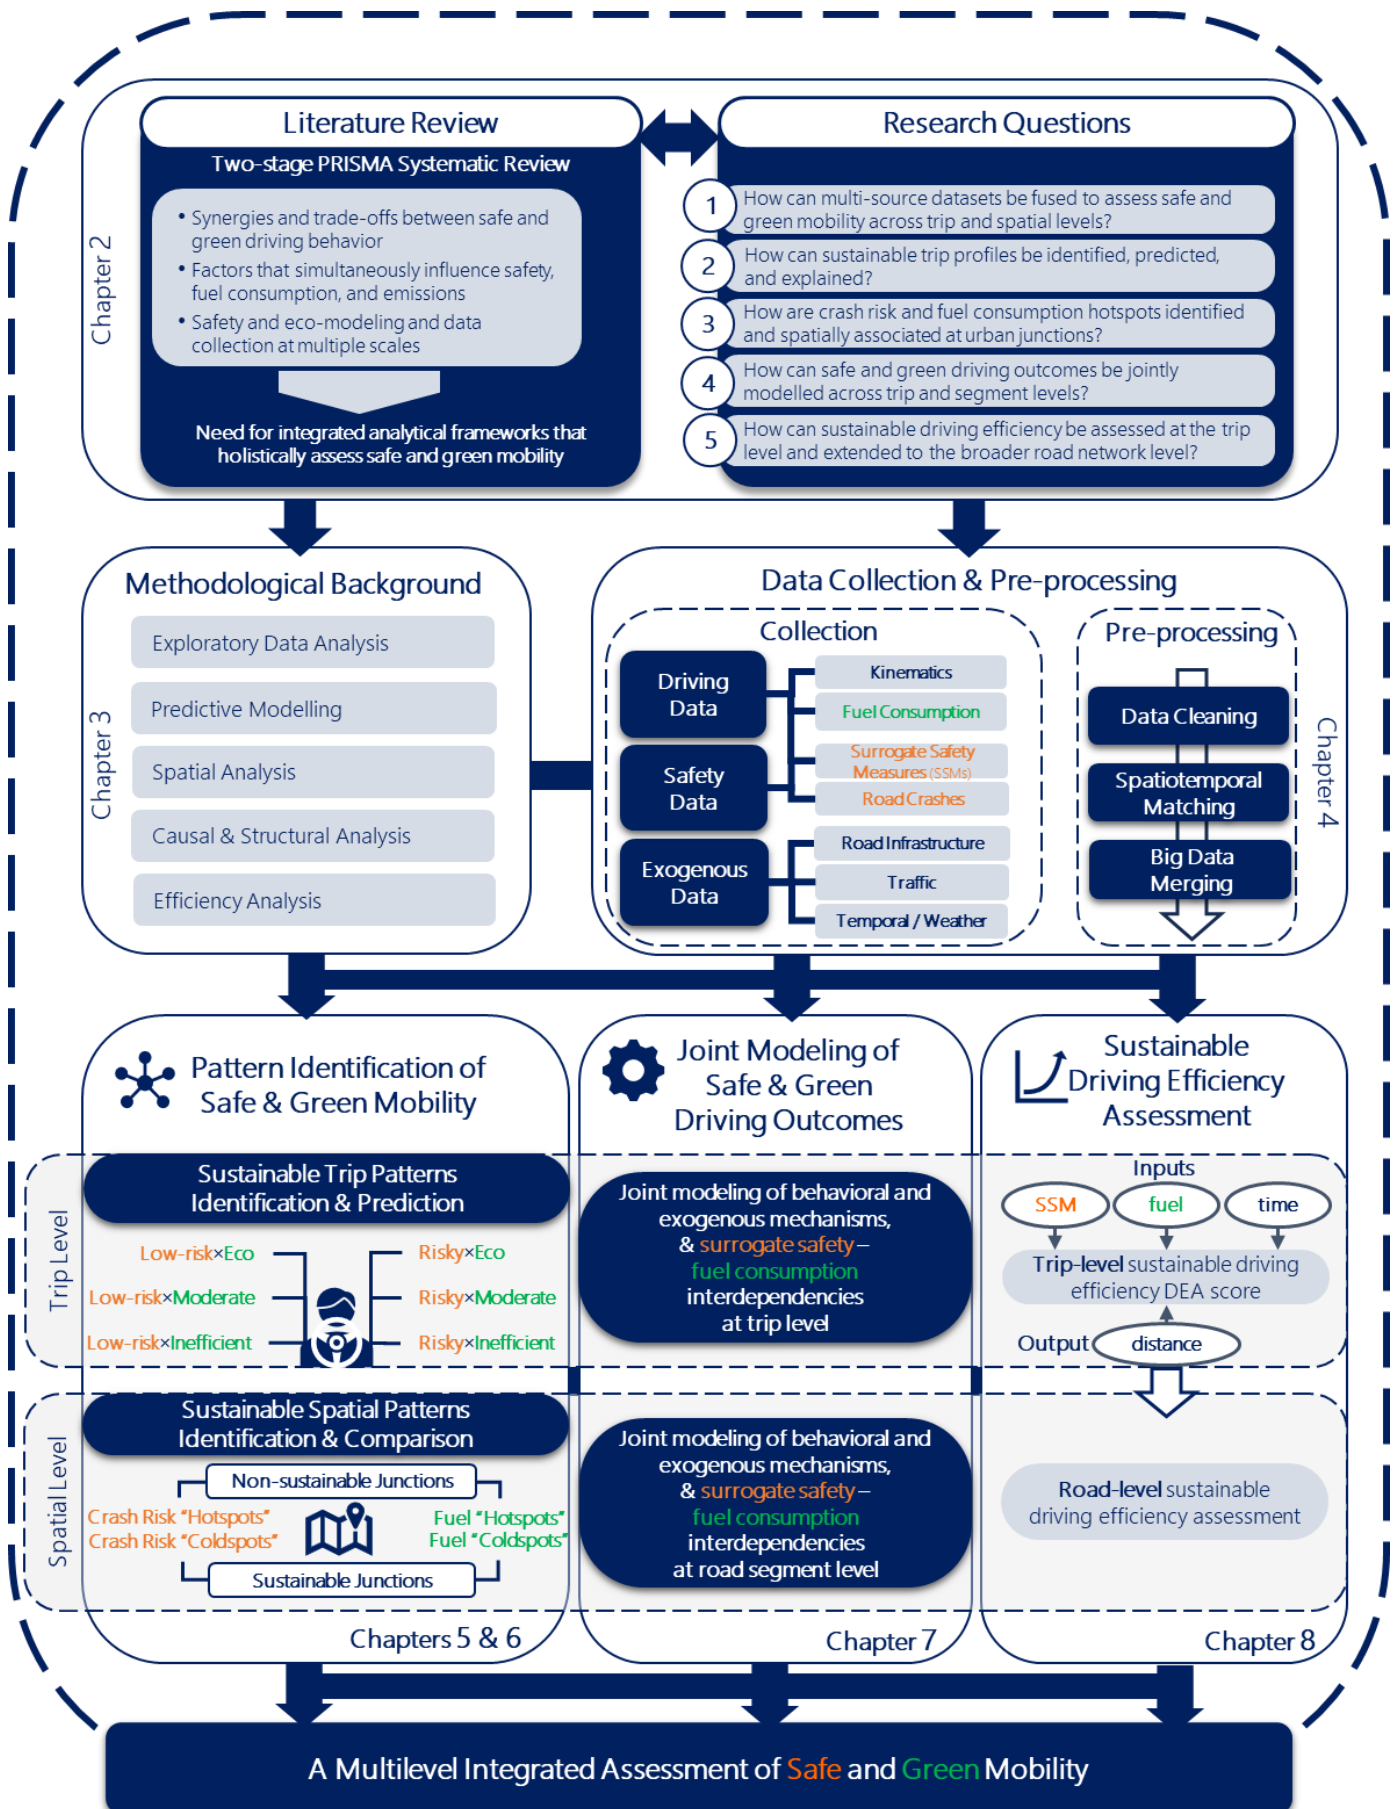 Chapter 2
Literature Review
Two-stage PRISMA Systematic Review
• Synergies and trade-offs between safe and
green driving behavior
• Factors that simultaneously influence safety,
fuel consumption, and emissions
• Safety and eco-modeling and data
collection at multiple scales
Need for integrated analytical frameworks that
holistically assess safe and green mobility
Research Questions
1
How can multi-source datasets be fused to assess safe and
green mobility across trip and spatial levels?
2
How can sustainable trip profiles be identified, predicted,
and explained?
3
How are crash risk and fuel consumption hotspots identified
and spatially associated at urban junctions?
4
How can safe and green driving outcomes be jointly
modelled across trip and segment levels?
5
How can sustainable driving efficiency be assessed at the trip
level and extended to the broader road network level?
Chapter 3
Methodological Background
Exploratory Data Analysis
Predictive Modelling
Spatial Analysis
Causal & Structural Analysis
Efficiency Analysis
Data Collection & Pre-processing
Collection
Driving
Data
Safety
Data
Exogenous
Data
Kinematics
Fuel Consumption
Surrogate Safety
Measures (SSMs)
Road Crashes
Road Infrastructure
Traffic
Temporal / Weather
Pre-processing
Data Cleaning
Spatiotemporal
Matching
Big Data
Merging
Chapter 4
Pattern Identification of
Safe & Green Mobility
Joint Modeling of
Safe & Green
Driving Outcomes
Sustainable
Driving Efficiency
Assessment
Trip Level
Sustainable Trip Patterns
Identification & Prediction
Low-risk×Eco
Low-risk×Moderate
Low-risk×Inefficient
Risky×Eco
Risky×Moderate
Risky×Inefficient
Joint modeling of behavioral and
exogenous mechanisms,
& surrogate safety –
fuel consumption
interdependencies
at trip level
Inputs
SSM
fuel
time
Trip-level sustainable driving
efficiency DEA score
Output
distance
Spatial Level
Sustainable Spatial Patterns
Identification & Comparison
Non-sustainable Junctions
Crash Risk “Hotspots”
Crash Risk “Coldspots”
Fuel “Hotspots”
Fuel “Coldspots”
Sustainable Junctions
Joint modeling of behavioral and
exogenous mechanisms,
& surrogate safety –
fuel consumption
interdependencies
at road segment level
Road-level sustainable
driving efficiency assessment
Chapters 5 & 6
Chapter 7
Chapter 8
A Multilevel Integrated Assessment of Safe and Green Mobility